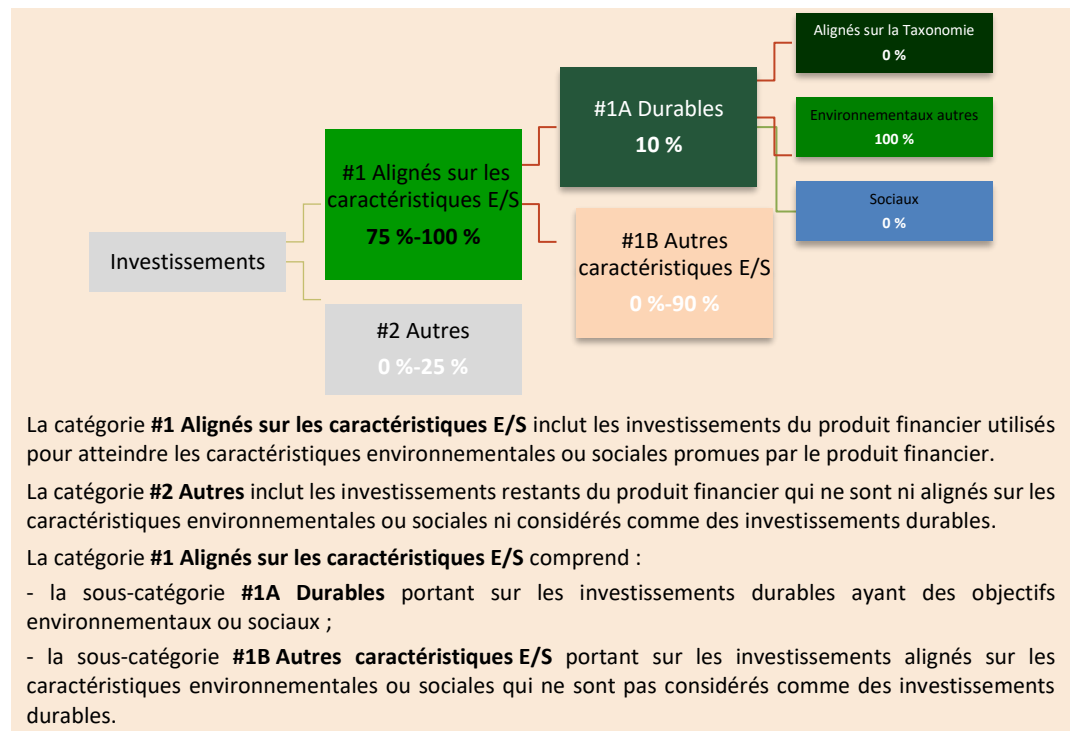 Alignés sur la Taxonomie
0 %
#1A Durables
10 %
Environnementaux autres
100 %
#1 Alignés sur les
caractéristiques E/S
75 %-100 %
Sociaux
0 %
Investissements
#1B Autres
caractéristiques E/S
0 %-90 %
#2 Autres
0 %-25 %
La catégorie #1 Alignés sur les caractéristiques E/S inclut les investissements du produit financier utilisés
pour atteindre les caractéristiques environnementales ou sociales promues par le produit financier.
La catégorie #2 Autres inclut les investissements restants du produit financier qui ne sont ni alignés sur les
caractéristiques environnementales ou sociales ni considérés comme des investissements durables.
La catégorie #1 Alignés sur les caractéristiques E/S comprend :
- la sous-catégorie #1A Durables portant sur les investissements durables ayant des objectifs
environnementaux ou sociaux ;
- la sous-catégorie #1B Autres caractéristiques E/S portant sur les investissements alignés sur les
caractéristiques environnementales ou sociales qui ne sont pas considérés comme des investissements
durables.